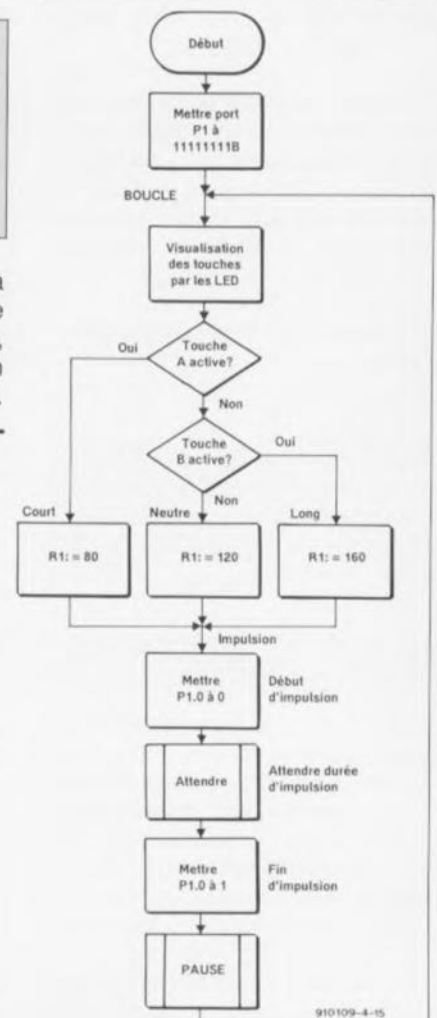 Début
Mettre port
P1 à
11111111B
BOUCLE
Visualisation
des touches
par les LED
Oui
Touche
A active?
Non
Touche
B active?
Oui
Non
Court
Neutre
Long
R1: = 80
R1: = 120
R1: = 160
Impulsion
Mettre
P1.0 à 0
Début
d'impulsion
Attendre
Attendre durée
d'impulsion
Mettre
P1.0 à 1
Fin
d'impulsion
PAUSE
910109-4-15